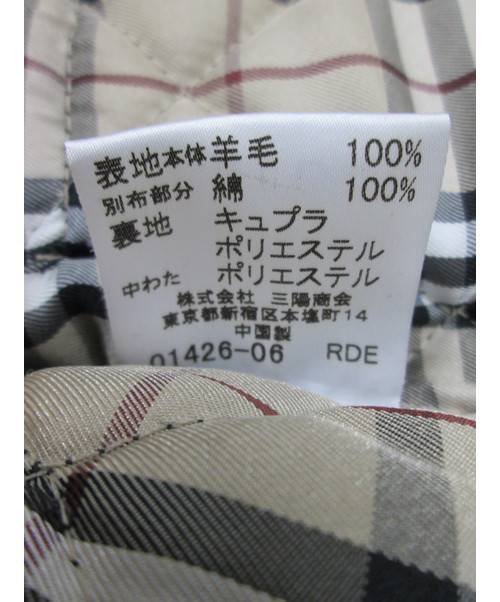 表地本体 羊毛 100%
別布部分 綿 100%
裏地 キュプラ
ポリエステル
中わた ポリエステル
株式会社 三陽商会
東京都新宿区本塩町14
中国製
01426-06 RDE